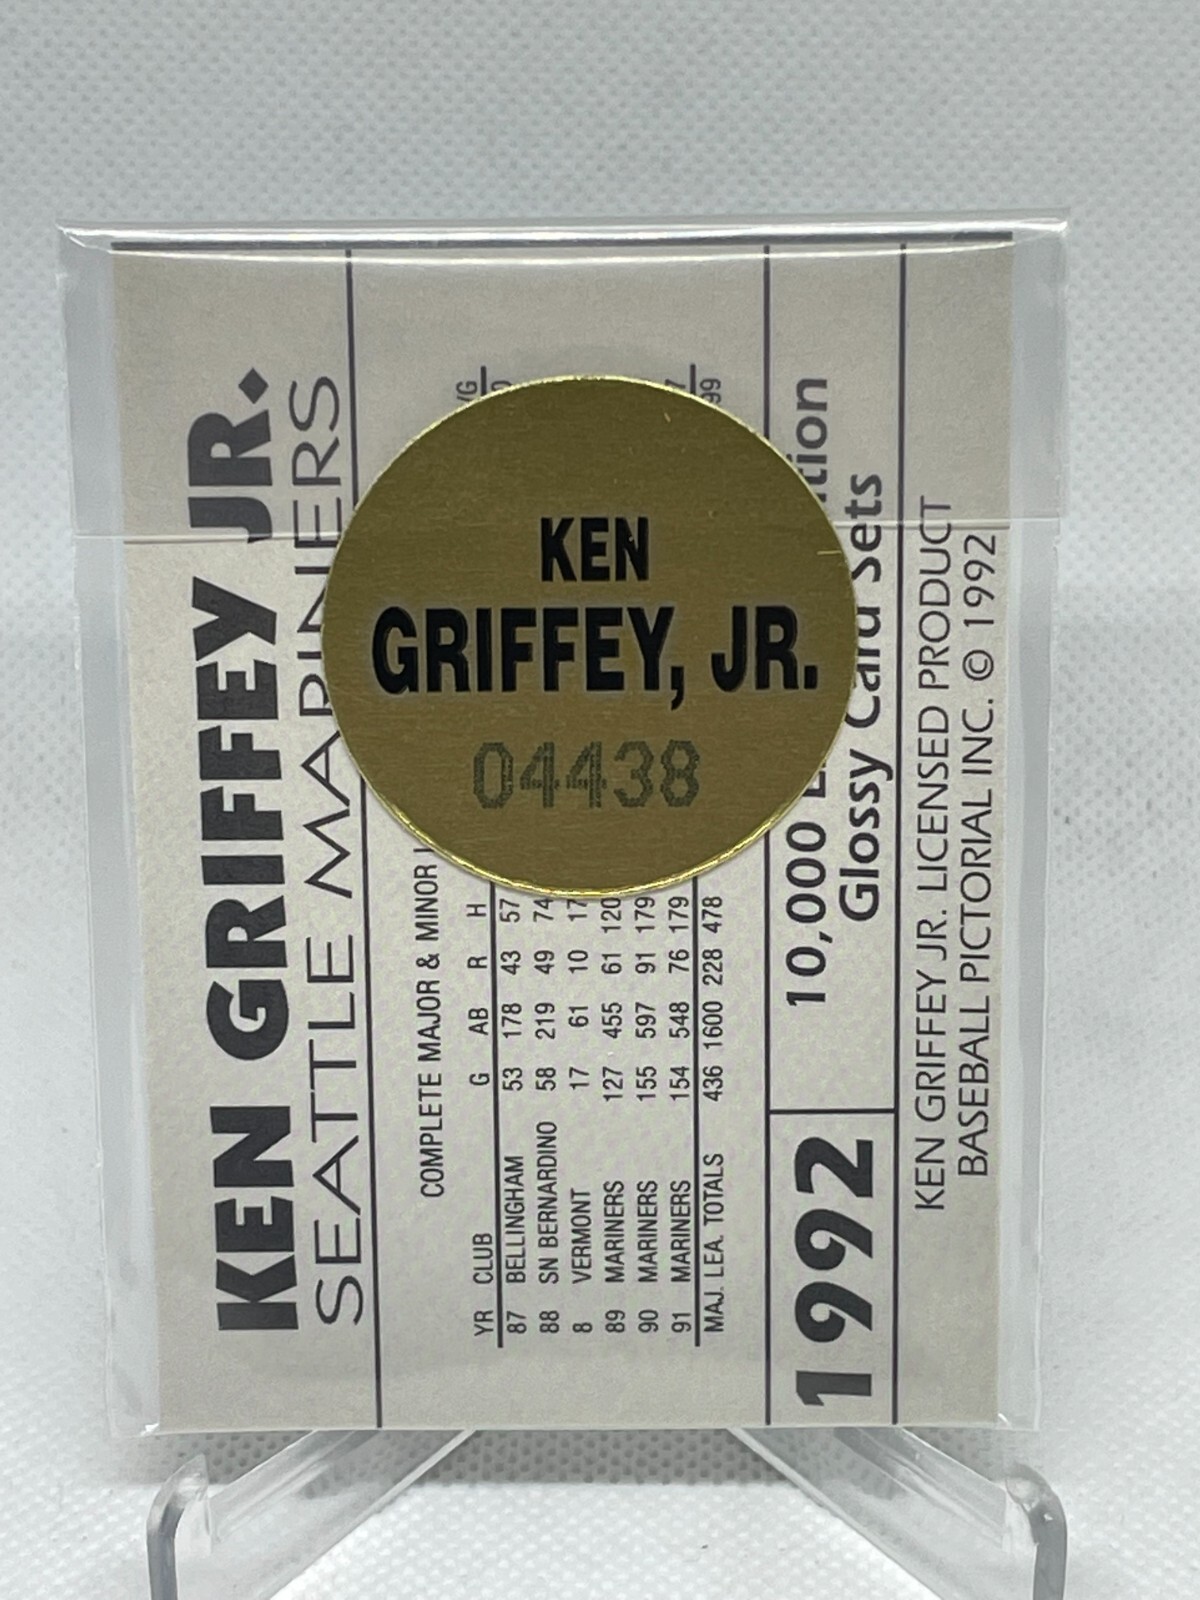 KEN
GRIFFEY, JR.
04438
KEN GRIFFEY JR.
SEATTLE MARINERS
COMPLETE MAJOR & MINOR
YR CLUB G AB R H
87 BELLINGHAM 53 178 43 57
88 SN BERNARDINO 58 219 49 74
8 VERMONT 17 61 10 17
89 MARINERS 127 455 61 120
90 MARINERS 155 597 91 179
91 MARINERS 154 548 76 179
MAJ. LEA. TOTALS 436 1600 228 478
1992
10,000
Glossy Card Sets
KEN GRIFFEY JR. LICENSED PRODUCT
BASEBALL PICTORIAL INC. © 1992